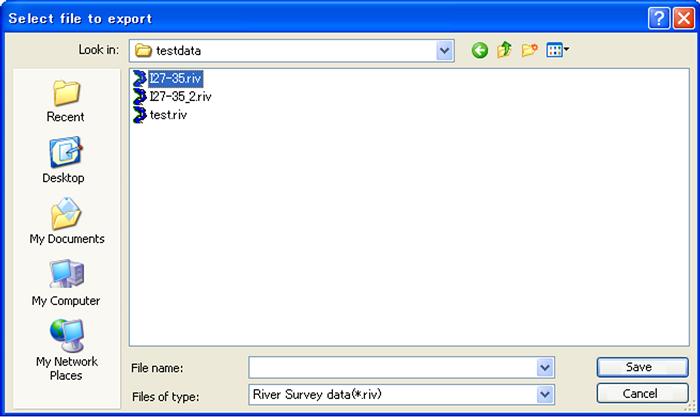 Select file to export
Look in: testdata
I27-35.riv
I27-35_2.riv
test.riv
Recent
Desktop
My Documents
My Computer
My Network
Places
File name:
Save
Files of type: River Survey data(*.riv)
Cancel